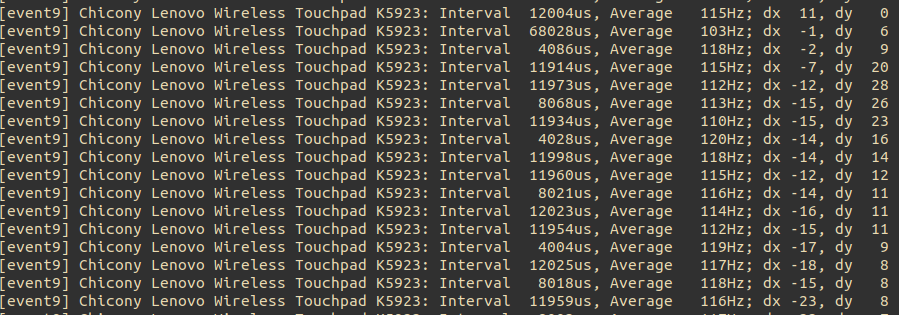 [event9] Chicony Lenovo Wireless Touchpad K5923: Interval  12004us, Average   115Hz; dx  11, dy   0
[event9] Chicony Lenovo Wireless Touchpad K5923: Interval  68028us, Average   103Hz; dx  -1, dy   6
[event9] Chicony Lenovo Wireless Touchpad K5923: Interval   4086us, Average   118Hz; dx  -2, dy   9
[event9] Chicony Lenovo Wireless Touchpad K5923: Interval  11914us, Average   115Hz; dx  -7, dy  20
[event9] Chicony Lenovo Wireless Touchpad K5923: Interval  11973us, Average   112Hz; dx -12, dy  28
[event9] Chicony Lenovo Wireless Touchpad K5923: Interval   8068us, Average   113Hz; dx -15, dy  26
[event9] Chicony Lenovo Wireless Touchpad K5923: Interval  11934us, Average   110Hz; dx -15, dy  23
[event9] Chicony Lenovo Wireless Touchpad K5923: Interval   4028us, Average   120Hz; dx -14, dy  16
[event9] Chicony Lenovo Wireless Touchpad K5923: Interval  11998us, Average   118Hz; dx -14, dy  14
[event9] Chicony Lenovo Wireless Touchpad K5923: Interval  11960us, Average   115Hz; dx -12, dy  12
[event9] Chicony Lenovo Wireless Touchpad K5923: Interval   8021us, Average   116Hz; dx -14, dy  11
[event9] Chicony Lenovo Wireless Touchpad K5923: Interval  12023us, Average   114Hz; dx -16, dy  11
[event9] Chicony Lenovo Wireless Touchpad K5923: Interval  11954us, Average   112Hz; dx -15, dy  11
[event9] Chicony Lenovo Wireless Touchpad K5923: Interval   4004us, Average   119Hz; dx -17, dy   9
[event9] Chicony Lenovo Wireless Touchpad K5923: Interval  12025us, Average   117Hz; dx -18, dy   8
[event9] Chicony Lenovo Wireless Touchpad K5923: Interval   8018us, Average   118Hz; dx -15, dy   8
[event9] Chicony Lenovo Wireless Touchpad K5923: Interval  11959us, Average   116Hz; dx -23, dy   8